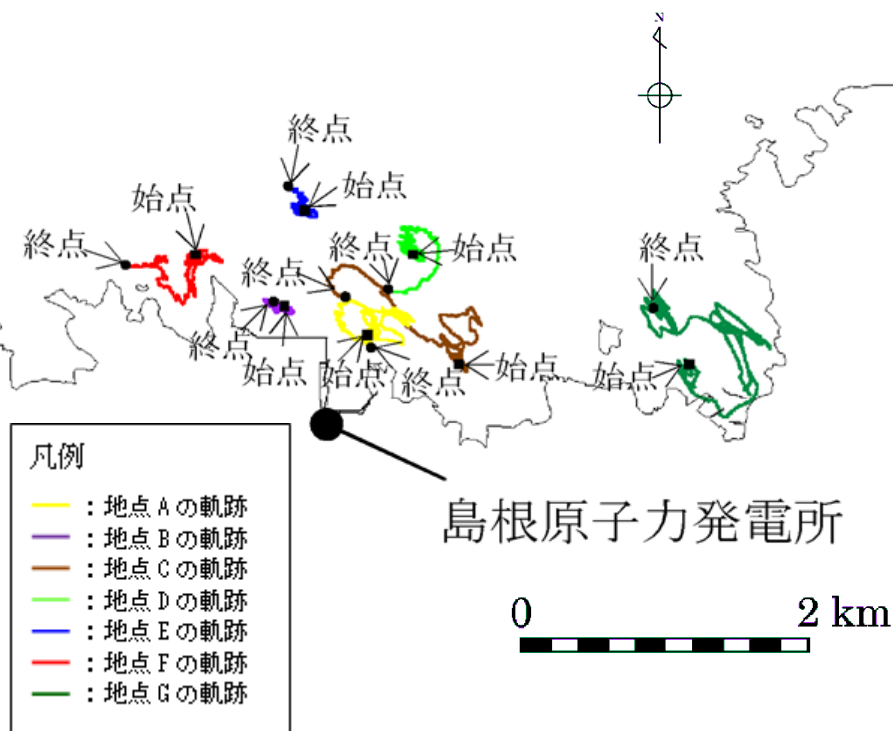 N
終点
始点
始点
終点
終点
始点
終点
終点
終点
始点
始点
終点
始点
始点
凡例
：地点Aの軌跡
：地点Bの軌跡
：地点Cの軌跡
：地点Dの軌跡
：地点Eの軌跡
：地点Fの軌跡
：地点Gの軌跡
島根原子力発電所
0 2 km